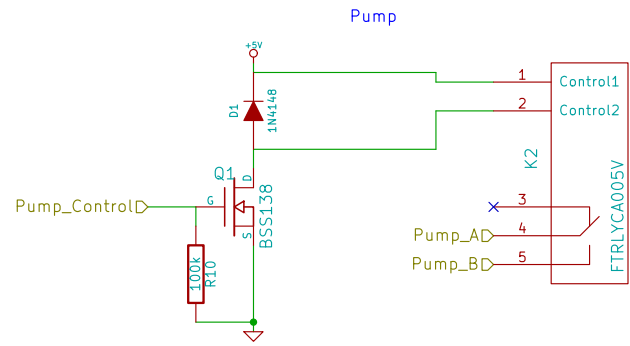 Pump
+5V
1
Control1
D1
1N4148
2
Control2
K2
Q1
D
G
S
BSS138
Pump_Control
3
FTRLYCA005V
4
Pump_A
5
Pump_B
100k
R10